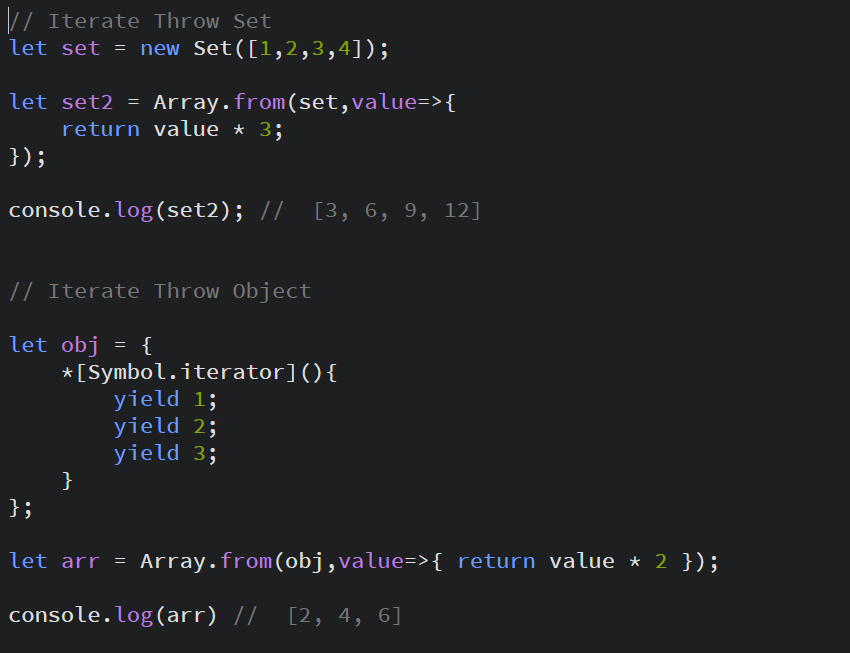 // Iterate Throw Set
let set = new Set([1,2,3,4]);
let set2 = Array.from(set,value=>{
    return value * 3;
});
console.log(set2); //  [3, 6, 9, 12]
// Iterate Throw Object
let obj = {
    *[Symbol.iterator](){
        yield 1;
        yield 2;
        yield 3;
    }
};
let arr = Array.from(obj,value=>{ return value * 2 });
console.log(arr) //  [2, 4, 6]